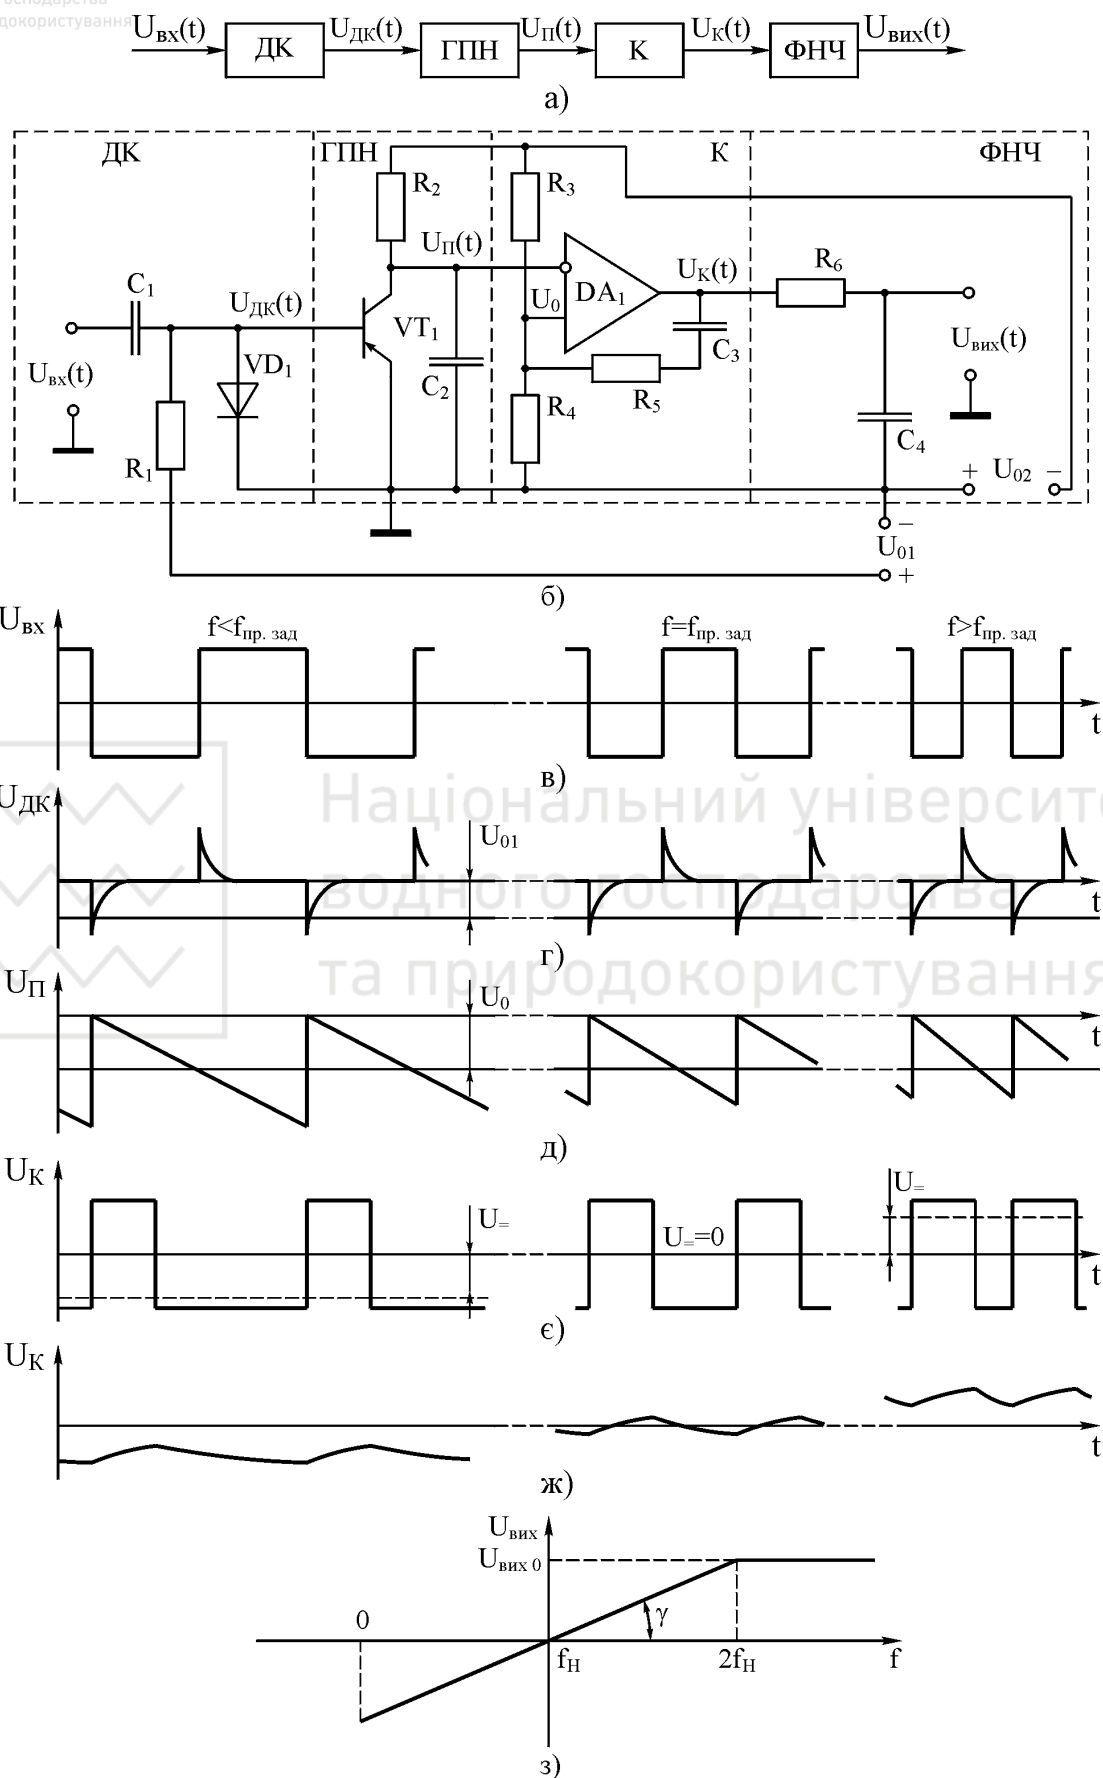 господарства
докористування
Uвх(t) ДК UДК(t) ГПН UП(t) К UК(t) ФНЧ Uвих(t)
а)
ДК ГПН К ФНЧ
R2 R3
UП(t)
C1 UДК(t) VT1 U0 DA1 UК(t) R6
Uвх(t) VD1 C2 C3 Uвих(t)
R1 R4 R5 C4
+ U02 −
−
U01
+
б)
Uвх f<fпр. зад f=fпр. зад f>fпр. зад
t
в)
Національний університе
UДК U01
водного господарства
t
г)
та природокористування
UП U0
t
д)
UК U= U==0 U=
t
є)
UК
t
ж)
Uвих
Uвих 0
0 γ
fН 2fН f
з)